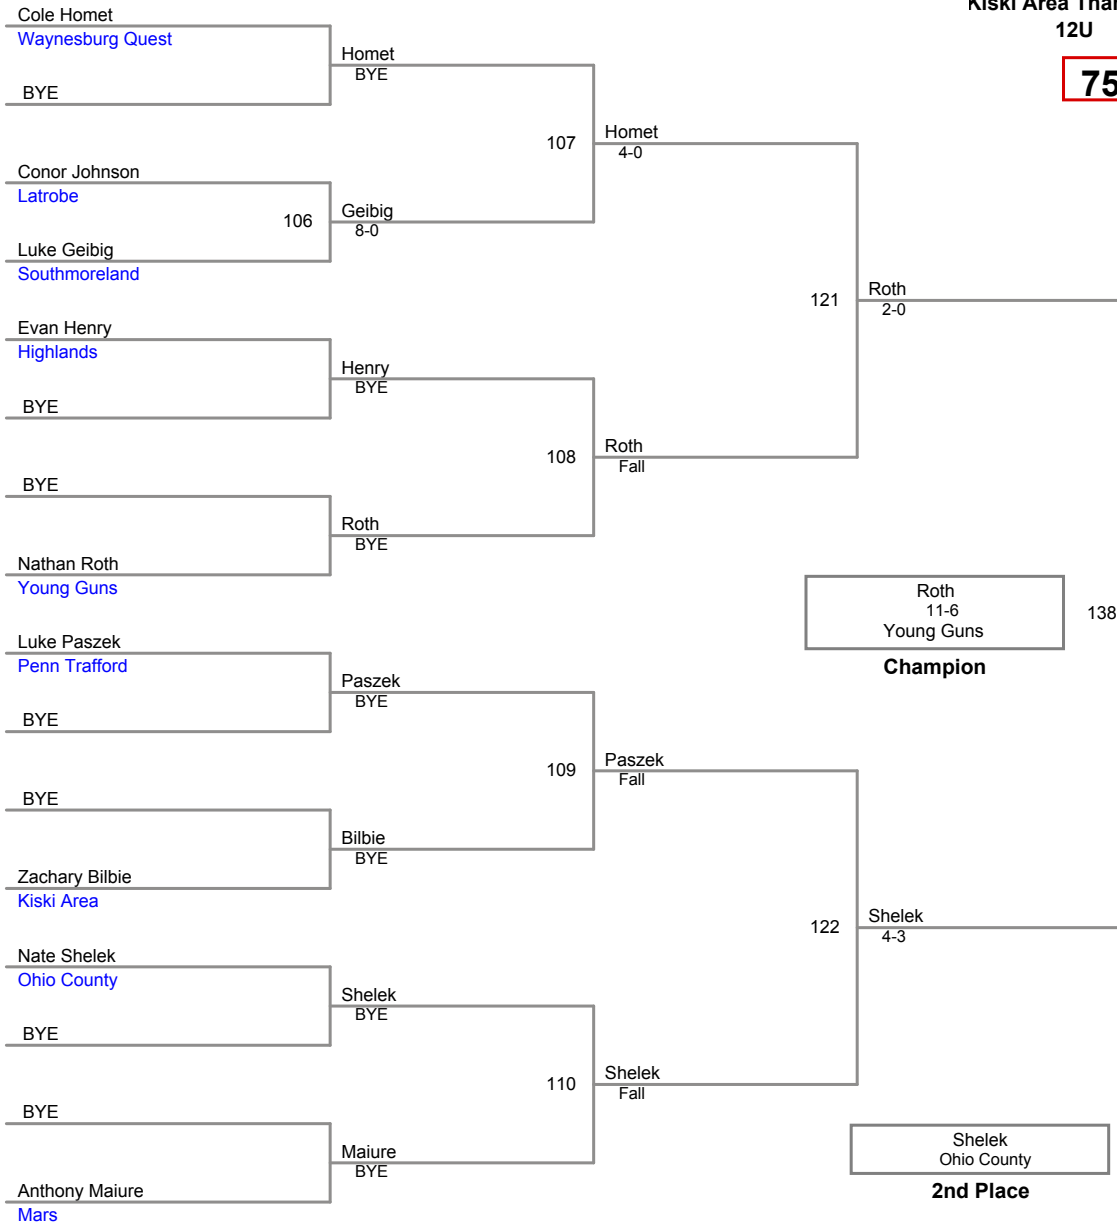 Kiski Area Than
12U
75
Cole Homet
Waynesburg Quest
BYE
Homet
BYE
107
Homet
4-0
Conor Johnson
Latrobe
106
Geibig
8-0
Luke Geibig
Southmoreland
Evan Henry
Highlands
BYE
Henry
BYE
121
Roth
2-0
108
Roth
Fall
BYE
Nathan Roth
Young Guns
Roth
BYE
Roth
11-6
Young Guns
138
Champion
Luke Paszek
Penn Trafford
BYE
Paszek
BYE
109
Paszek
Fall
BYE
Zachary Bilbie
Kiski Area
Bilbie
BYE
122
Shelek
4-3
Nate Shelek
Ohio County
BYE
Shelek
BYE
110
Shelek
Fall
BYE
Anthony Maiure
Mars
Maiure
BYE
Shelek
Ohio County
2nd Place